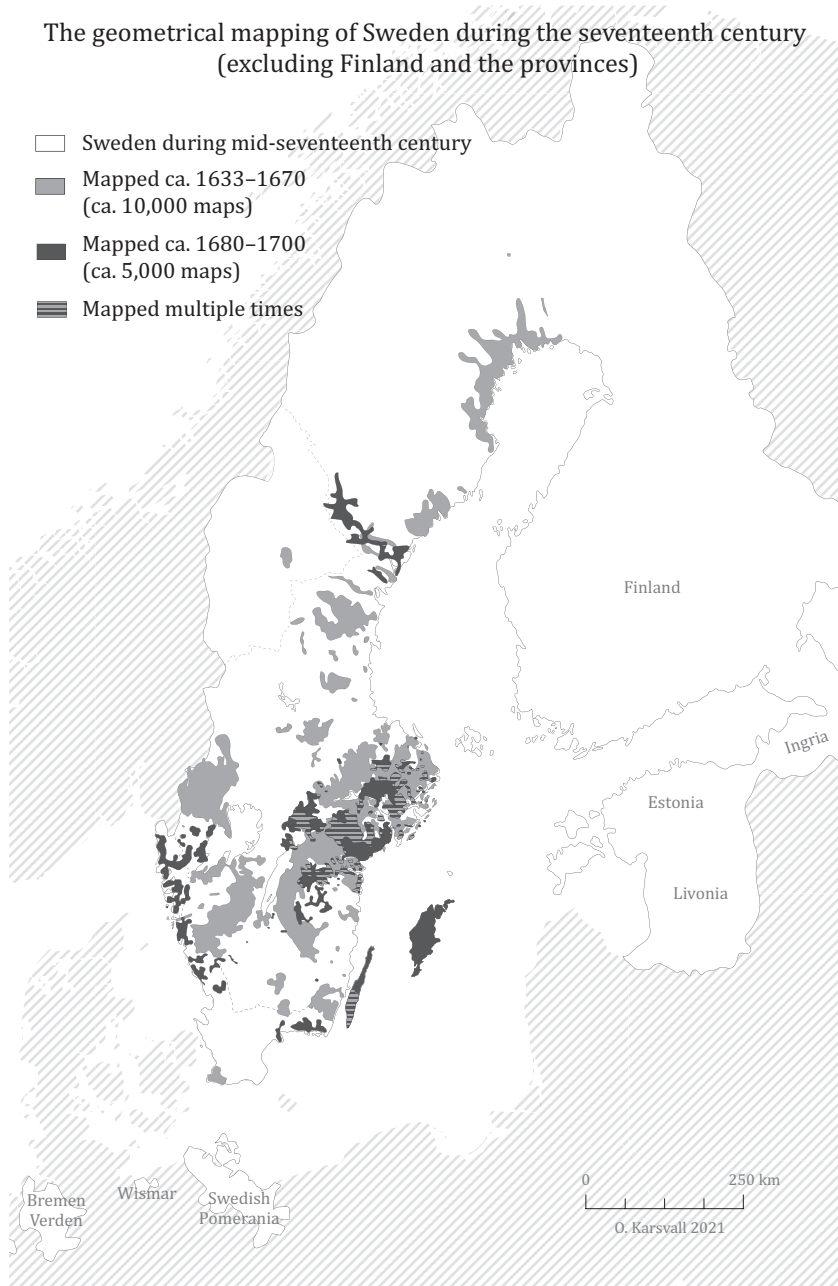 The geometrical mapping of Sweden during the seventeenth century
(excluding Finland and the provinces)
Sweden during mid-seventeenth century
Mapped ca. 1633–1670
(ca. 10,000 maps)
Mapped ca. 1680–1700
(ca. 5,000 maps)
Mapped multiple times
Finland
Ingria
Estonia
Livonia
Bremen
Verden
Wismar
Swedish
Pomerania
0
250 km
O. Karsvall 2021